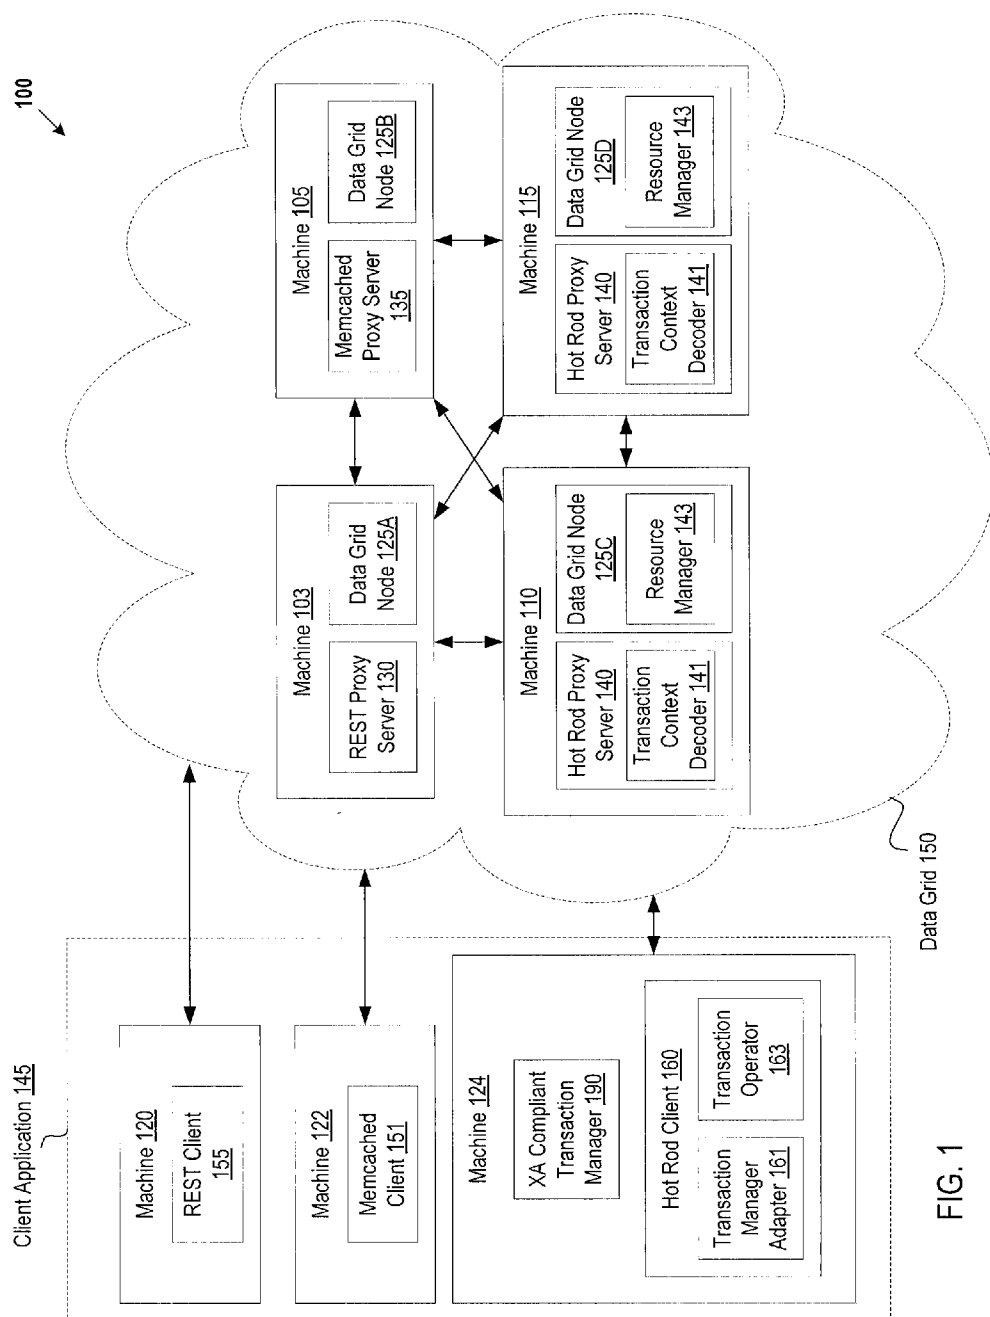 100
Client Application 145
Machine 120
REST Client
155
Machine 122
Memcached
Client 151
Machine 124
XA Compliant
Transaction
Manager 190
Hot Rod Client 160
Transaction
Manager
Adapter 161
Transaction
Operator
163
Machine 103
REST Proxy
Server 130
Data Grid
Node 125A
Machine 105
Memcached
Proxy Server
135
Data Grid
Node 125B
Machine 110
Hot Rod Proxy
Server 140
Transaction
Context
Decoder 141
Data Grid Node
125C
Resource
Manager 143
Machine 115
Hot Rod Proxy
Server 140
Transaction
Context
Decoder 141
Data Grid Node
125D
Resource
Manager 143
Data Grid 150
FIG. 1